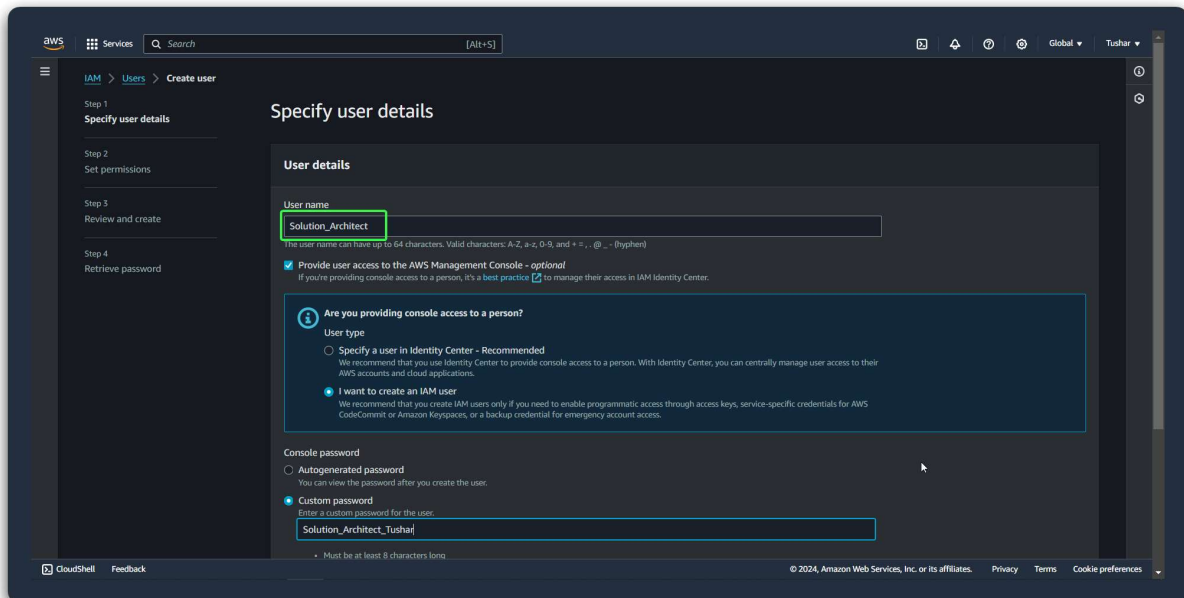 aws
Services
Search
[Alt+S]
Global
Tushar
IAM > Users > Create user
Step 1
Specify user details
Step 2
Set permissions
Step 3
Review and create
Step 4
Retrieve password
Specify user details
User details
User name
Solution_Architect
The user name can have up to 64 characters. Valid characters: A-Z, a-z, 0-9, and + = , . @ _ - (hyphen)
Provide user access to the AWS Management Console - optional
If you're providing console access to a person, it's a best practice to manage their access in IAM Identity Center.
Are you providing console access to a person?
User type
Specify a user in Identity Center - Recommended
We recommend that you use Identity Center to provide console access to a person. With Identity Center, you can centrally manage user access to their
AWS accounts and cloud applications.
I want to create an IAM user
We recommend that you create IAM users only if you need to enable programmatic access through access keys, service-specific credentials for AWS
CodeCommit or Amazon Keyspaces, or a backup credential for emergency account access.
Console password
Autogenerated password
You can view the password after you create the user.
Custom password
Enter a custom password for the user.
Solution_Architect_Tushar
• Must be at least 8 characters long
CloudShell
Feedback
© 2024, Amazon Web Services, Inc. or its affiliates.
Privacy
Terms
Cookie preferences